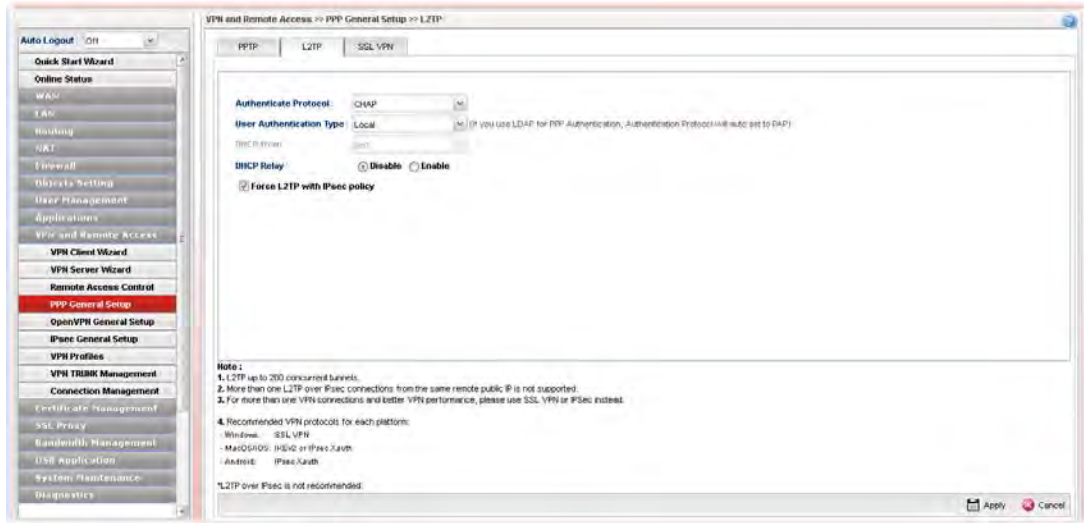 VPN and Remote Access >> PPP General Setup >> L2TP
Auto Logout Off
Quick Start Wizard
Online Status
WAN
LAN
Routing
NAT
Firewall
Objects Setting
User Management
Applications
VPN and Remote Access
VPN Client Wizard
VPN Server Wizard
Remote Access Control
PPP General Setup
OpenVPN General Setup
IPsec General Setup
VPN Profiles
VPN TRUNK Management
Connection Management
Certificate Management
SSL Proxy
Bandwidth Management
USB Application
System Maintenance
Diagnostics
PPTP L2TP SSL VPN
Authenticate Protocol CHAP
User Authentication Type Local (If you use LDAP for PPP Authentication, Authentication Protocol will auto set to PAP)
DHCP
DHCP Relay Disable Enable
Force L2TP with IPsec policy
Note :
1. L2TP up to 200 concurrent tunnels.
2. More than one L2TP over IPsec connections from the same remote public IP is not supported.
3. For more than one VPN connections and better VPN performance, please use SSL VPN or IPSec instead.
4. Recommended VPN protocols for each platform:
- Windows: SSL VPN
- MacOS/iOS: IKEv2 or IPsec Xauth
- Android: IPsec Xauth
*L2TP over IPsec is not recommended.
Apply Cancel